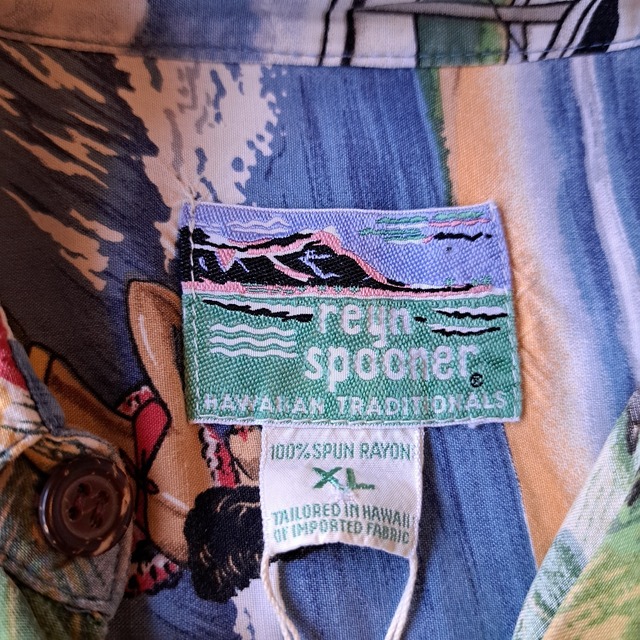 reyn
spooner®
HAWAIIAN TRADITIONALS
100% SPUN RAYON
XL
TAILORED IN HAWAII
OF IMPORTED FABRIC